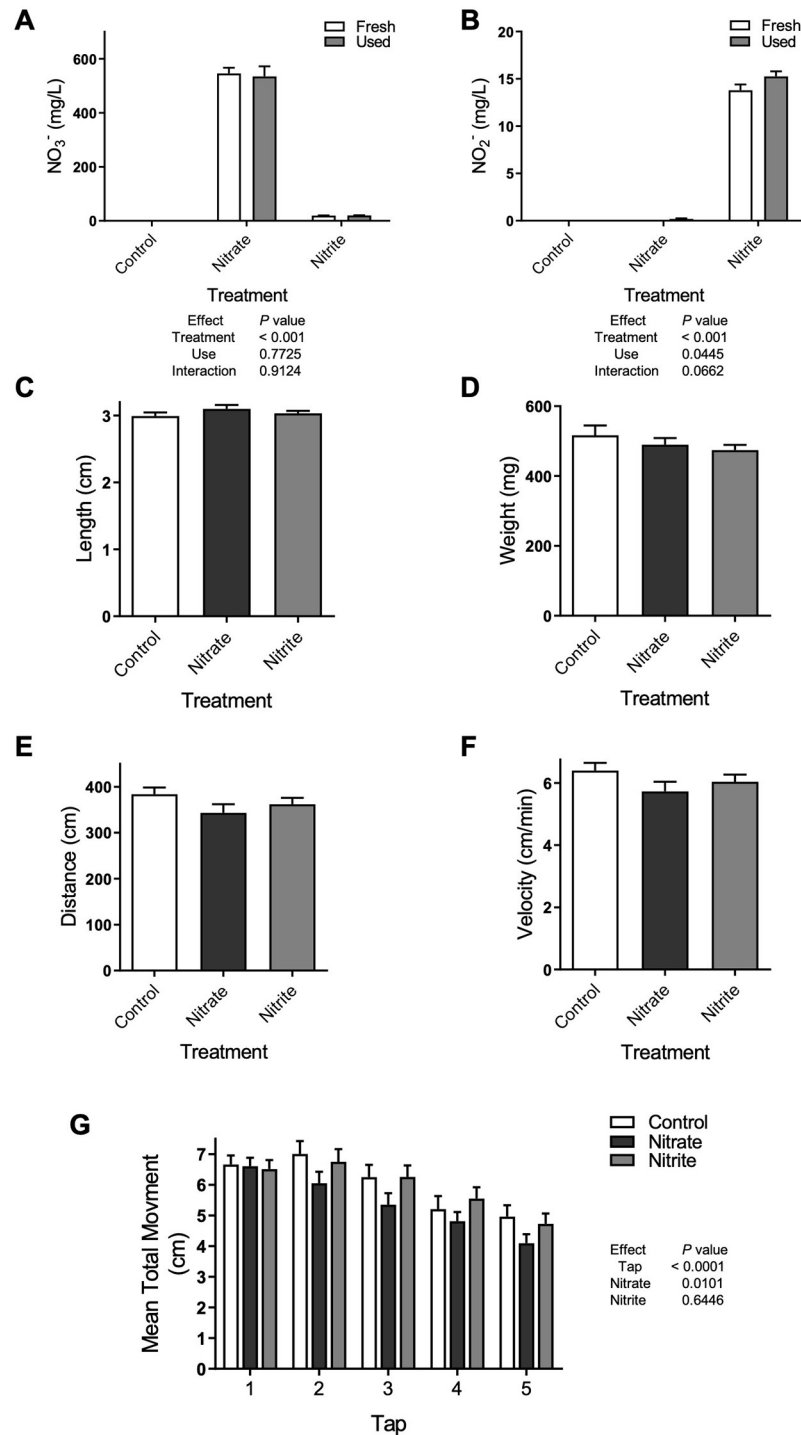 A
NO3- (mg/L)
600
400
200
0
Fresh
Used
Control
Nitrate
Nitrite
Treatment
Effect P value
Treatment < 0.001
Use 0.7725
Interaction 0.9124
B
NO2- (mg/L)
20
15
10
5
0
Fresh
Used
Control
Nitrate
Nitrite
Treatment
Effect P value
Treatment < 0.001
Use 0.0445
Interaction 0.0662
C
Length (cm)
3
2
1
0
Control
Nitrate
Nitrite
Treatment
D
Weight (mg)
600
400
200
0
Control
Nitrate
Nitrite
Treatment
E
Distance (cm)
400
300
200
100
0
Control
Nitrate
Nitrite
Treatment
F
Velocity (cm/min)
6
4
2
0
Control
Nitrate
Nitrite
Treatment
G
Mean Total Movment
(cm)
7
6
5
4
3
2
1
0
1 2 3 4 5
Tap
Control
Nitrate
Nitrite
Effect P value
Tap < 0.0001
Nitrate 0.0101
Nitrite 0.6446